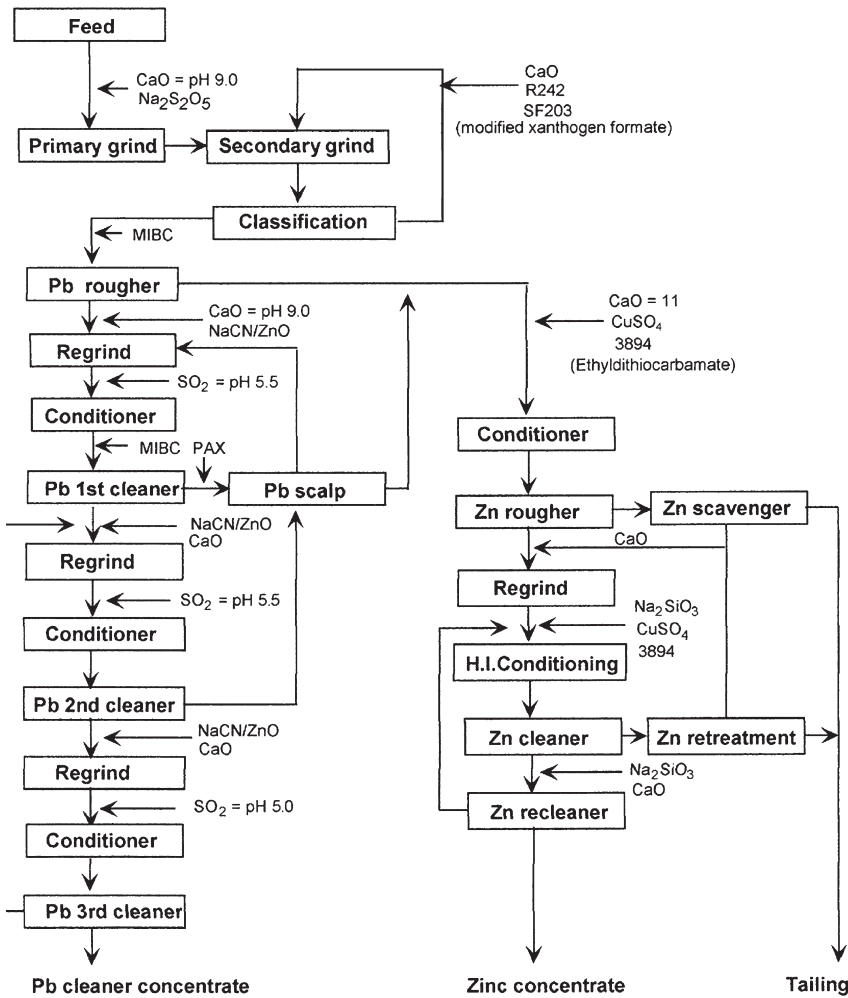 Feed
CaO = pH 9.0
Na2S2O5
CaO
R242
SF203
(modified xanthogen formate)
Primary grind
Secondary grind
Classification
MIBC
Pb rougher
CaO = pH 9.0
NaCN/ZnO
Regrind
SO2 = pH 5.5
Conditioner
MIBC PAX
Pb 1st cleaner
Pb scalp
NaCN/ZnO
CaO
Regrind
SO2 = pH 5.5
Conditioner
Pb 2nd cleaner
NaCN/ZnO
CaO
Regrind
SO2 = pH 5.0
Conditioner
Pb 3rd cleaner
Pb cleaner concentrate
CaO = 11
CuSO4
3894
(Ethyldithiocarbamate)
Conditioner
Zn rougher
Zn scavenger
CaO
Regrind
Na2SiO3
CuSO4
3894
H.I.Conditioning
Zn cleaner
Zn retreatment
Na2SiO3
CaO
Zn recleaner
Zinc concentrate
Tailing